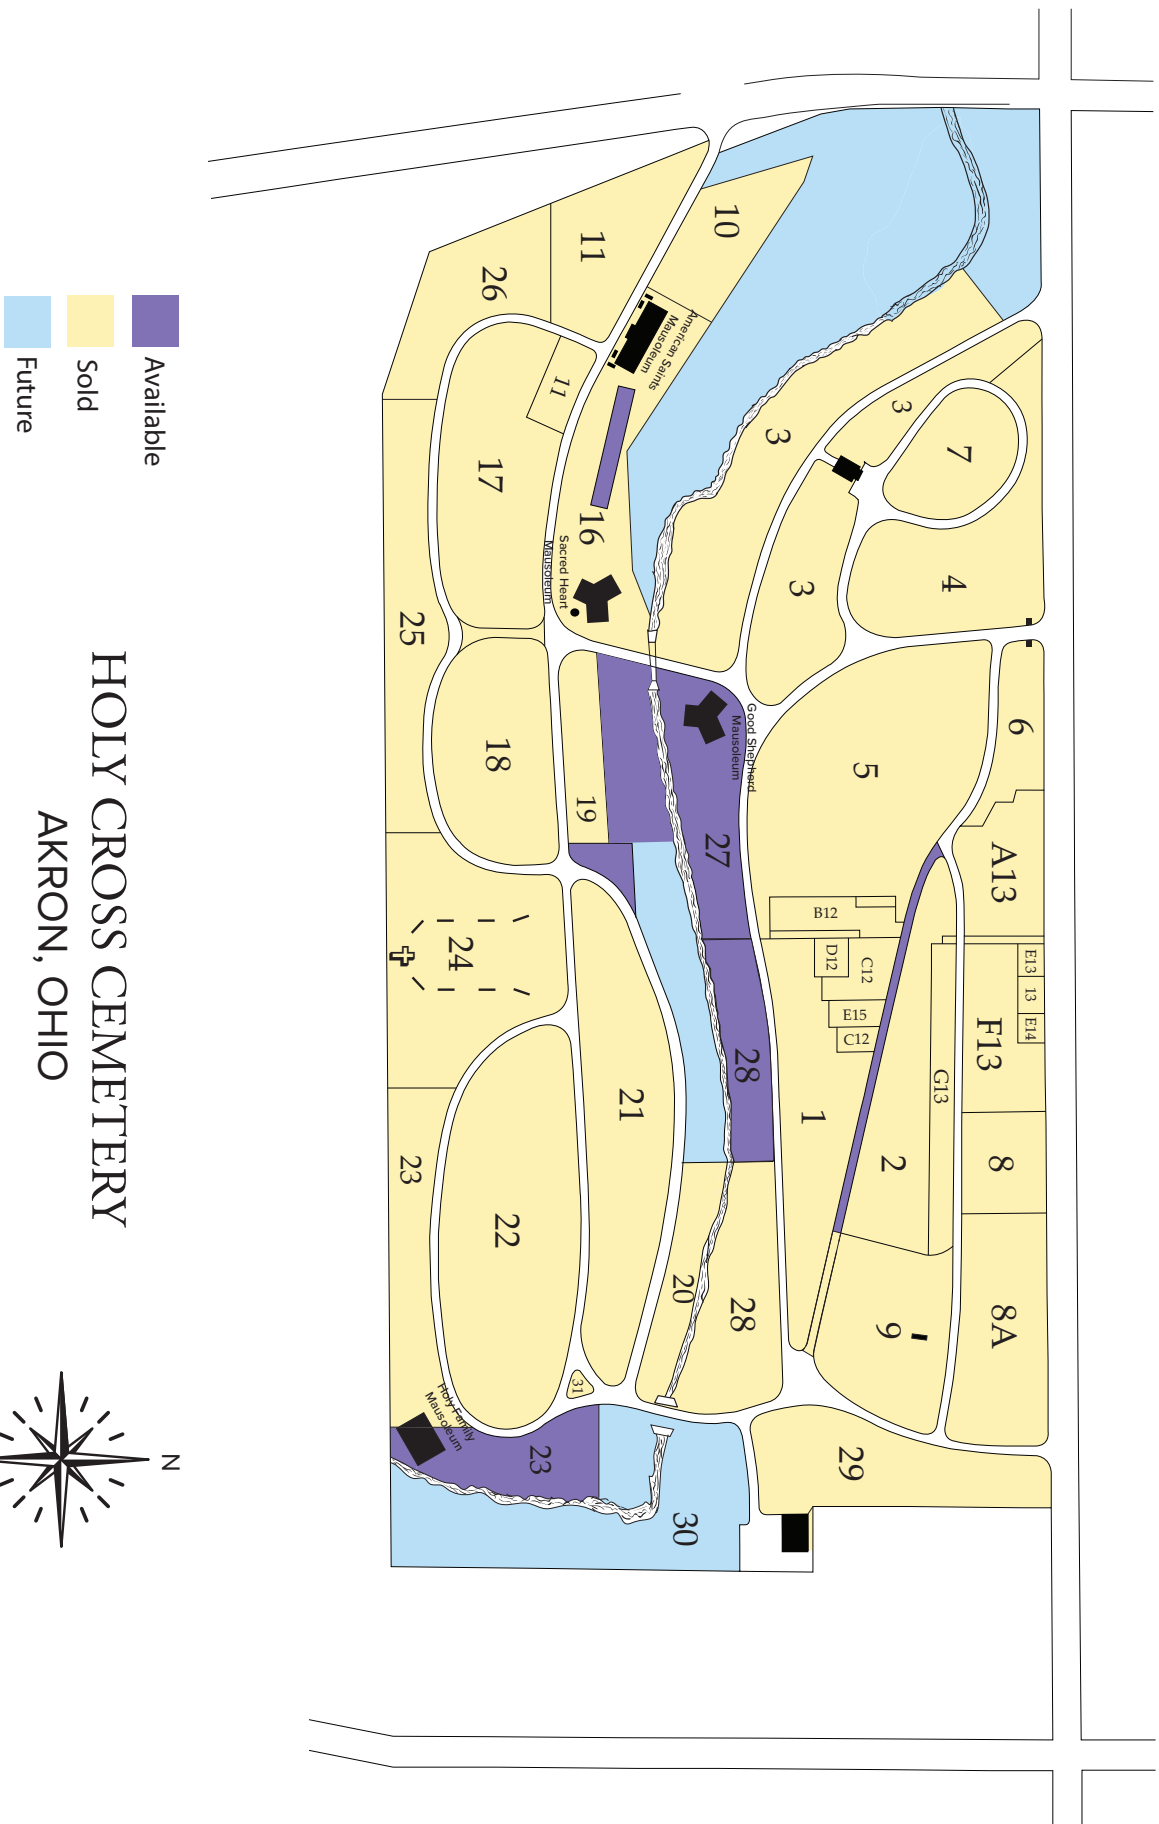 10
11
26
American Saints
Mausoleum
11
17
16
Sacred Heart
Mausoleum
3
3
7
3
4
25
18
19
Good Shepherd
Mausoleum
27
5
6
A13
B12
D12
C12
E15
C12
E13
13
E14
F13
G13
24
21
28
1
2
8
23
22
20
28
9
8A
31
Holy Family
Mausoleum
23
30
29
Available
Sold
Future
HOLY CROSS CEMETERY
AKRON, OHIO
N